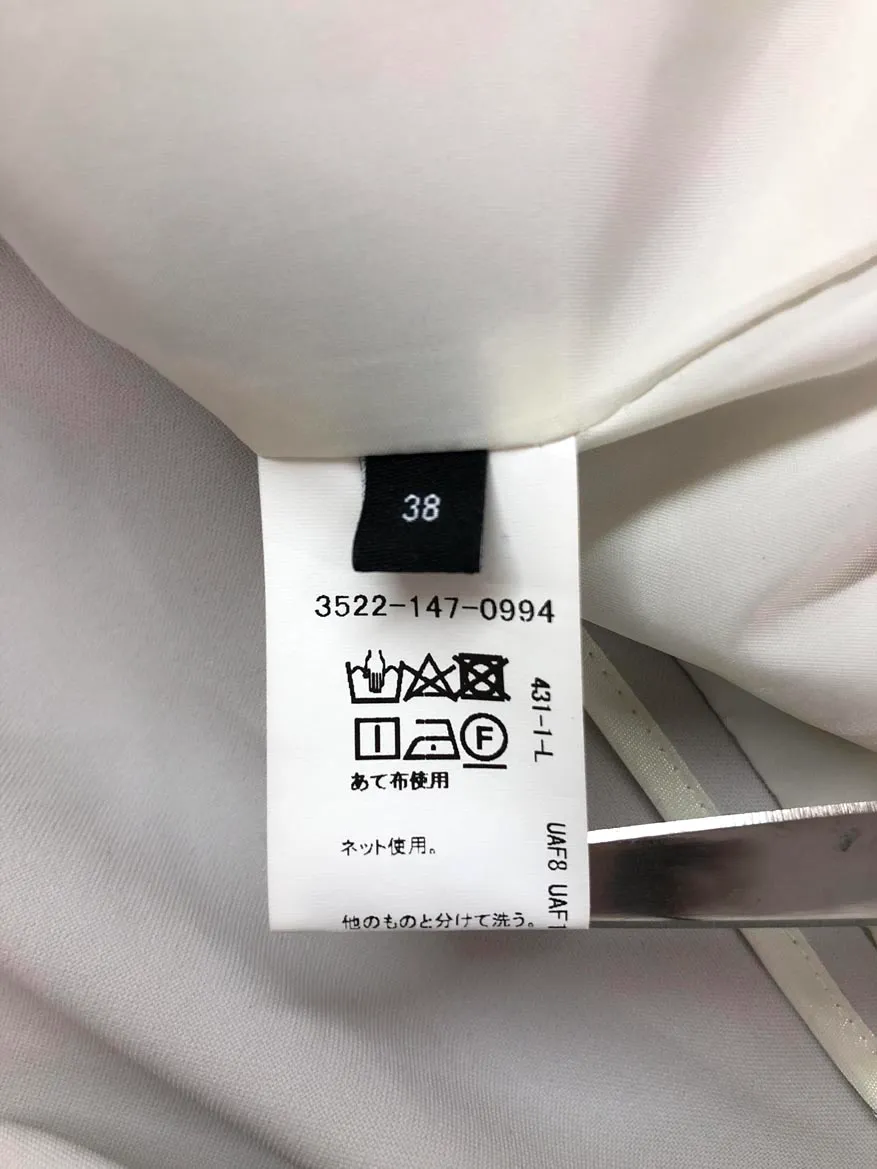 38
3522-147-0994
F
あて布使用
ネット使用。
他のものと分けて洗う。
431-1-L
UAF8 UAF1